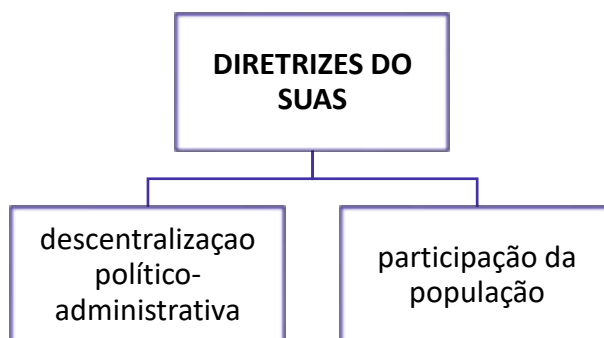 DIRETRIZES DO
SUAS
descentralizaçao
político-
administrativa
participação da
população